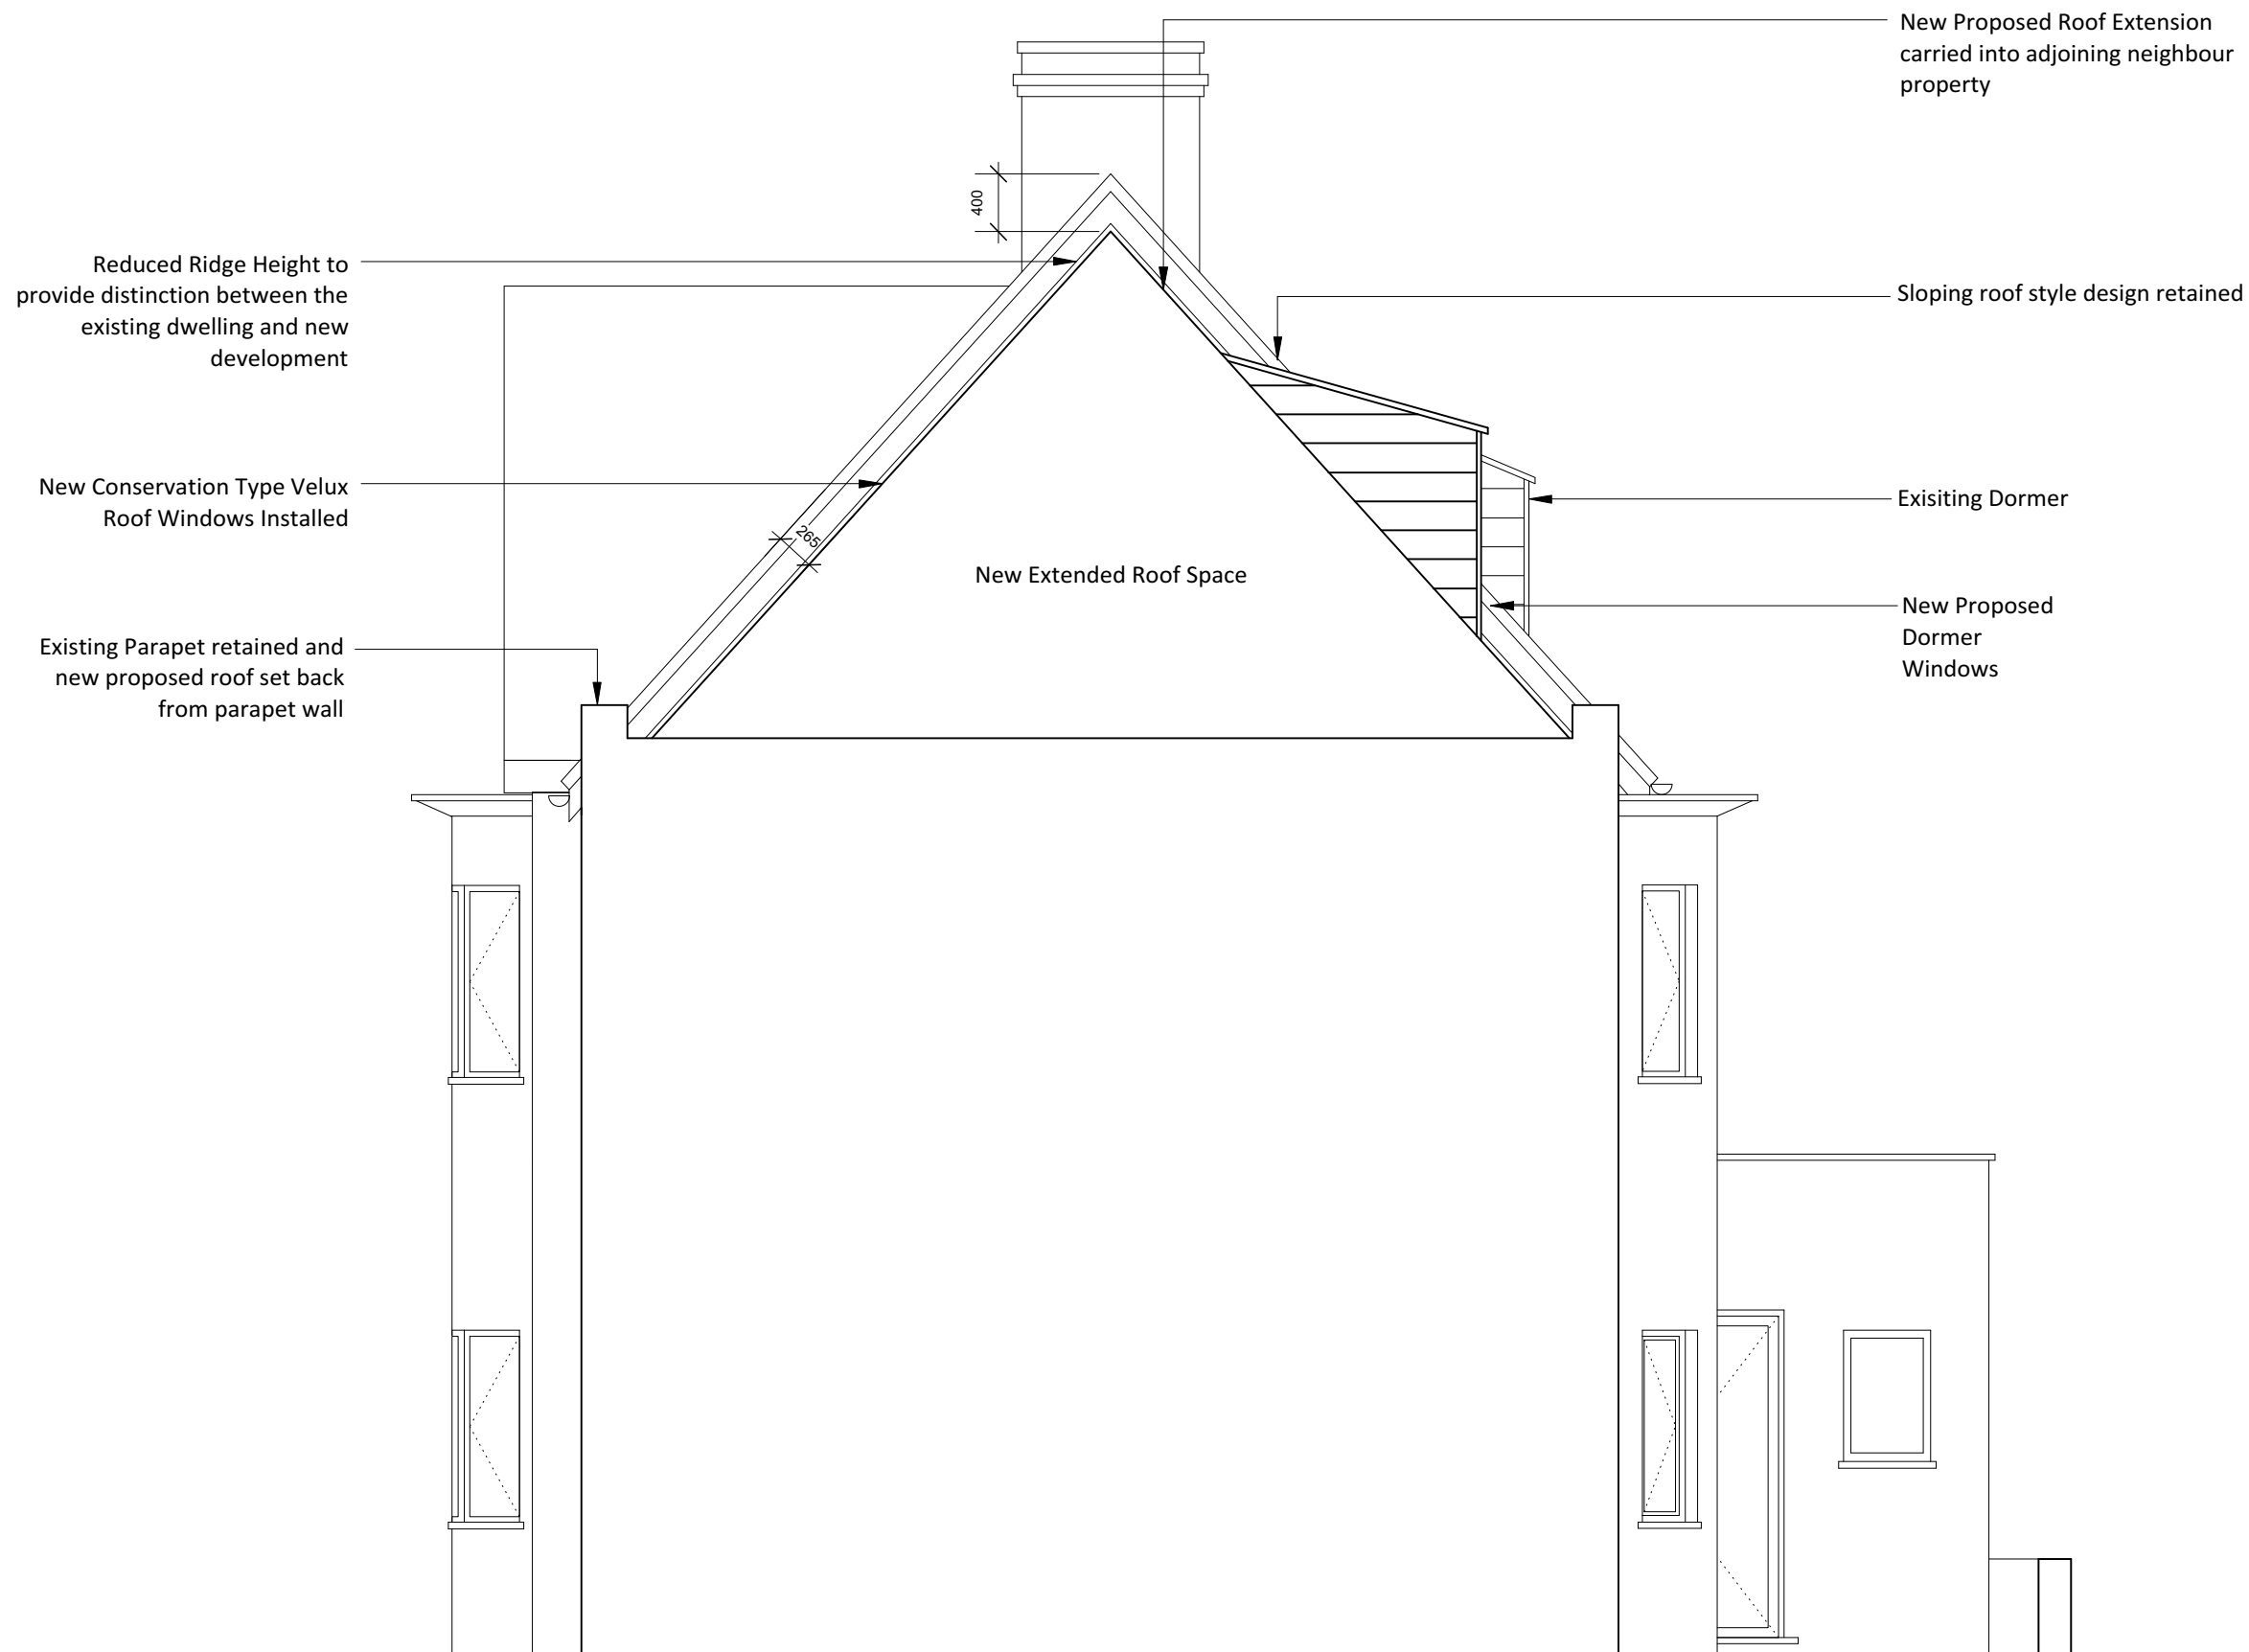 New Proposed Roof Extension
carried into adjoining neighbour
property
400
Reduced Ridge Height to
provide distinction between the
existing dwelling and new
development
Sloping roof style design retained
New Conservation Type Velux
Roof Windows Installed
Exisiting Dormer
265
New Extended Roof Space
New Proposed
Dormer
Windows
Existing Parapet retained and
new proposed roof set back
from parapet wall